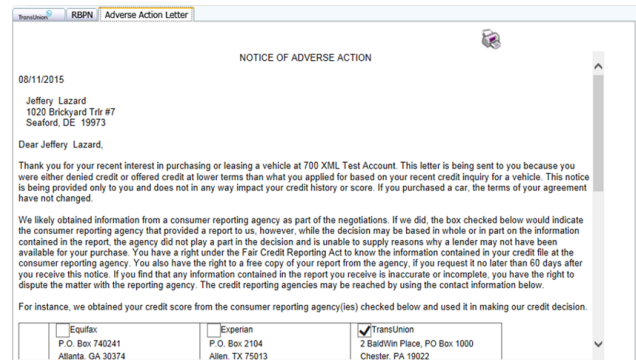 TransUnion RBPN Adverse Action Letter
NOTICE OF ADVERSE ACTION
08/11/2015
Jeffery Lazard
1020 Brickyard Trlr #7
Seaford, DE 19973
Dear Jeffery Lazard,
Thank you for your recent interest in purchasing or leasing a vehicle at 700 XML Test Account. This letter is being sent to you because you
were either denied credit or offered credit at lower terms than what you applied for based on your recent credit inquiry for a vehicle. This notice
is being provided only to you and does not in any way impact your credit history or score. If you purchased a car, the terms of your agreement
have not changed.
We likely obtained information from a consumer reporting agency as part of the negotiations. If we did, the box checked below would indicate
the consumer reporting agency that provided a report to us, however, while the decision may be based in whole or in part on the information
contained in the report, the agency did not play a part in the decision and is unable to supply reasons why a lender may not have been
available for your purchase. You have a right under the Fair Credit Reporting Act to know the information contained in your credit file at the
consumer reporting agency. You also have the right to a free copy of your report from the agency, if you request it no later than 60 days after
you receive this notice. If you find that any information contained in the report you receive is inaccurate or incomplete, you have the right to
dispute the matter with the reporting agency. The credit reporting agencies may be reached by using the contact information below.
For instance, we obtained your credit score from the consumer reporting agency(ies) checked below and used it in making our credit decision.
Equifax Experian TransUnion
P.O. Box 740241 P.O. Box 2104 2 BaldWin Place, PO Box 1000
Atlanta, GA 30374 Allen, TX 75013 Chester, PA 19022